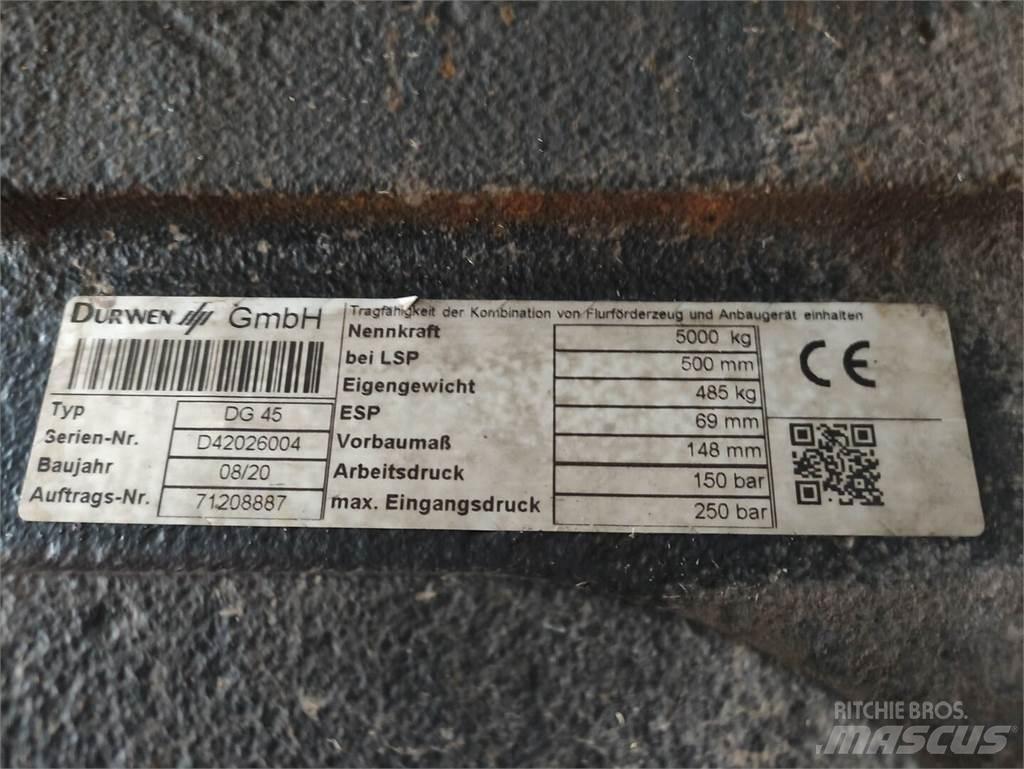 DURWEN GmbH
Typ DG 45
Serien-Nr. D42026004
Baujahr 08/20
Auftrags-Nr. 71208887
Tragfähigkeit der Kombination von Flurförderzeug und Anbaugerät einhalten
Nennkraft 5000 kg
bei LSP 500 mm
Eigengewicht 485 kg
ESP 69 mm
Vorbaumaß 148 mm
Arbeitsdruck 150 bar
max. Eingangsdruck 250 bar
CE
RITCHIE BROS.
MASCUS